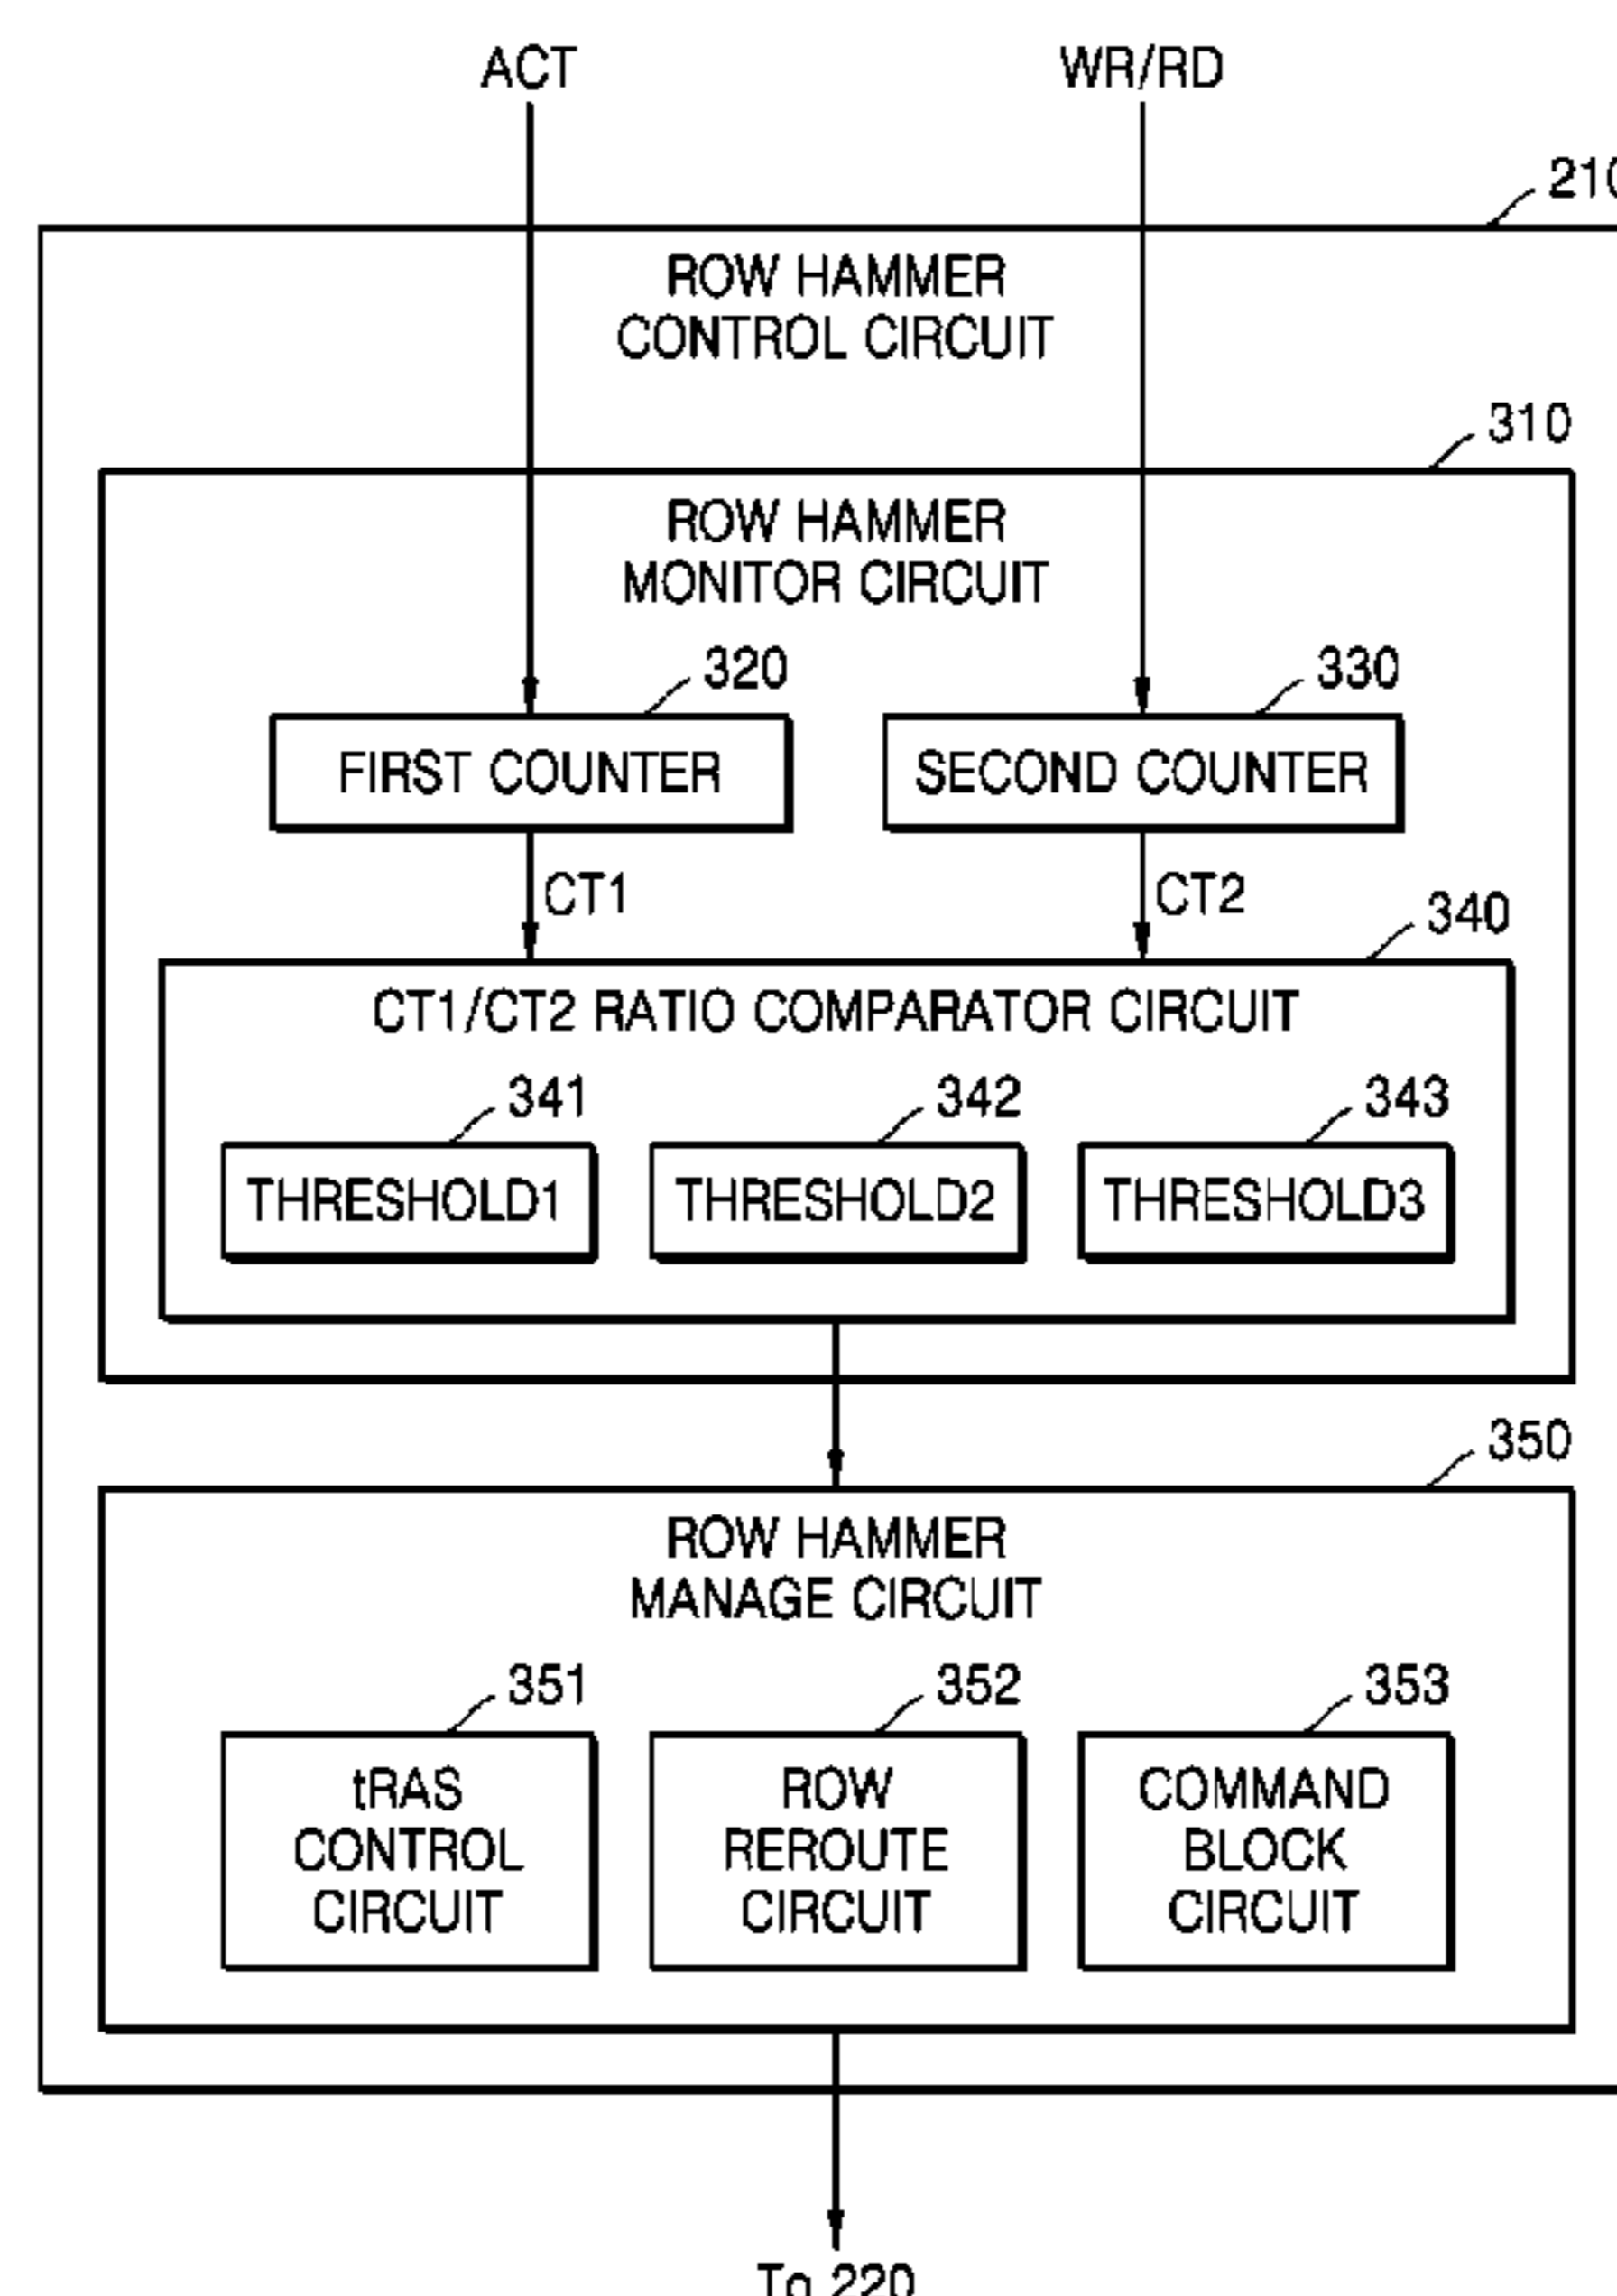 ACT
WR/RD
210
ROW HAMMER
CONTROL CIRCUIT
310
ROW HAMMER
MONITOR CIRCUIT
320
330
FIRST COUNTER
SECOND COUNTER
CT1
CT2
340
CT1/CT2 RATIO COMPARATOR CIRCUIT
341
342
343
THRESHOLD1
THRESHOLD2
THRESHOLD3
350
ROW HAMMER
MANAGE CIRCUIT
351
352
353
tRAS
CONTROL
CIRCUIT
ROW
REROUTE
CIRCUIT
COMMAND
BLOCK
CIRCUIT
To 220